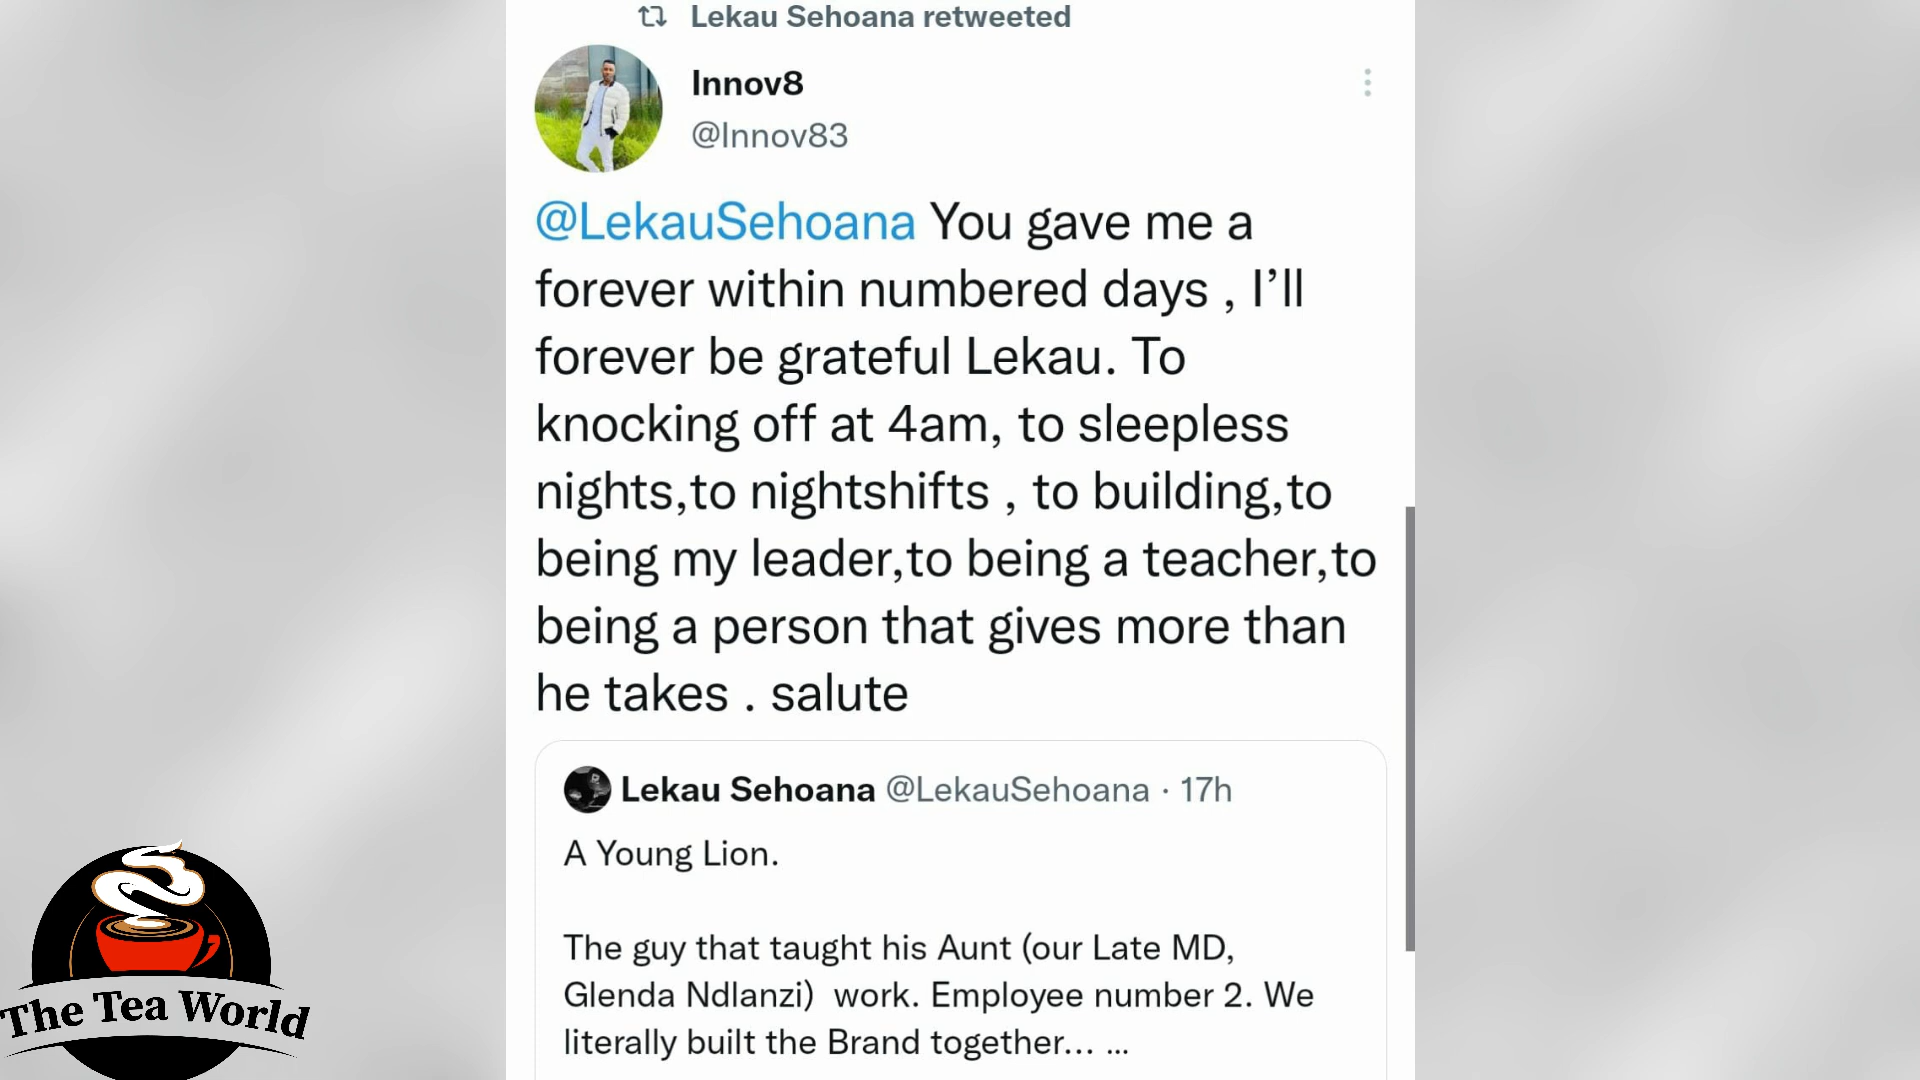 Lekau Sehoana retweeted
Innov8
@Innov83
@LekauSehoana You gave me a
forever within numbered days , I’ll
forever be grateful Lekau. To
knocking off at 4am, to sleepless
nights,to nightshifts , to building,to
being my leader,to being a teacher,to
being a person that gives more than
he takes . salute
Lekau Sehoana @LekauSehoana · 17h
A Young Lion.
The guy that taught his Aunt (our Late MD,
Glenda Ndlanzi)  work. Employee number 2. We
literally built the Brand together... ...
The Tea World